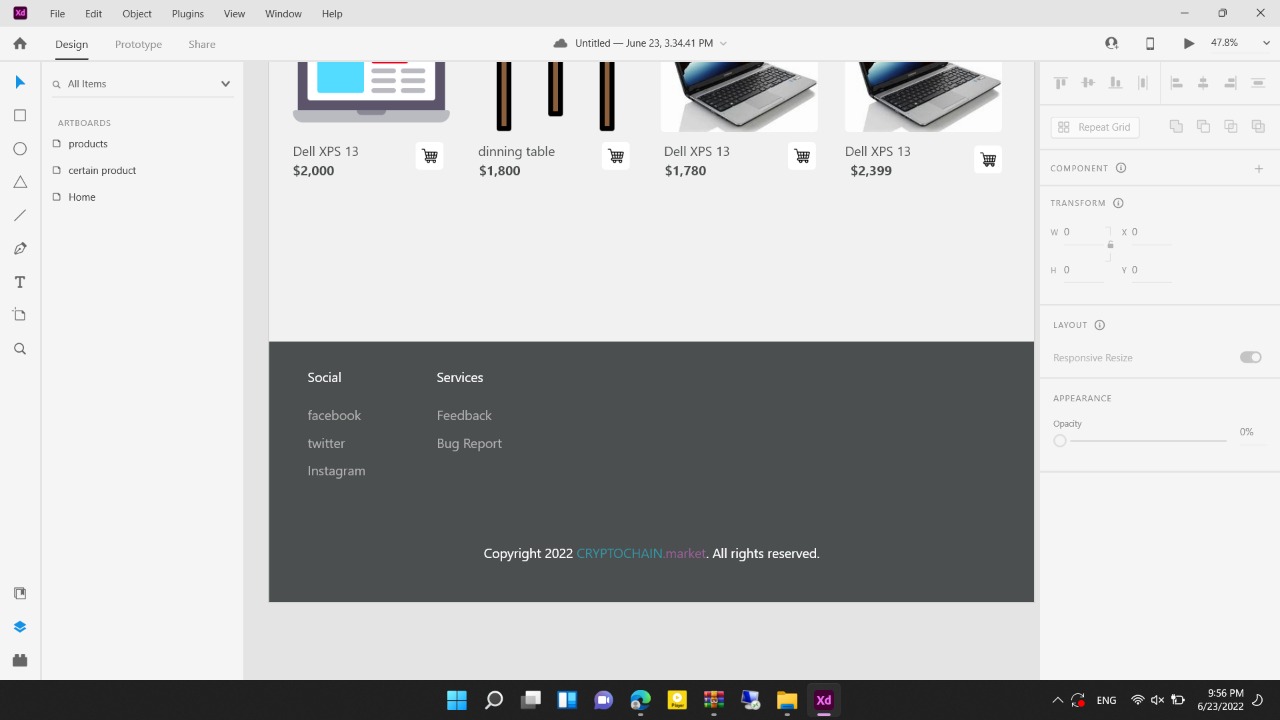 Xd File Edit Object Plugins View Window Help
Design Prototype Share Untitled — June 23, 3.34.41 PM 47.8%
All Items
ARTBOARDS
products
certain product
Home
Dell XPS 13 dinning table Dell XPS 13 Dell XPS 13
$2,000 $1,800 $1,780 $2,399
Social Services
facebook Feedback
twitter Bug Report
Instagram
Copyright 2022 CRYPTOCHAIN.market. All rights reserved.
Repeat Grid
COMPONENT
TRANSFORM
W 0 X 0
H 0 Y 0
LAYOUT
Responsive Resize
APPEARANCE
Opacity
0%
Player Xd ENG 9:56 PM
6/23/2022